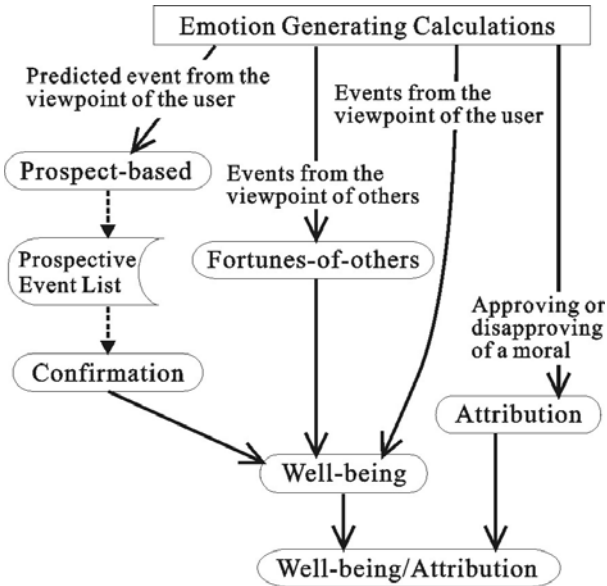 Emotion Generating Calculations
Predicted event from the
viewpoint of the user
Events from the
viewpoint of the user
Prospect-based
Events from the
viewpoint of others
Prospective
Event List
Fortunes-of-others
Approving or
disapproving
of a moral
Confirmation
Attribution
Well-being
Well-being/Attribution